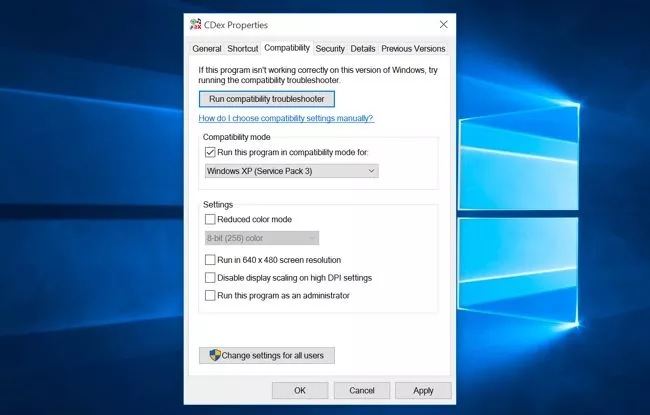 CDex Properties
General Shortcut Compatibility Security Details Previous Versions
If this program isn't working correctly on this version of Windows, try
running the compatibility troubleshooter.
Run compatibility troubleshooter
How do I choose compatibility settings manually?
Compatibility mode
Run this program in compatibility mode for:
Windows XP (Service Pack 3)
Settings
Reduced color mode
8-bit (256) color
Run in 640 x 480 screen resolution
Disable display scaling on high DPI settings
Run this program as an administrator
Change settings for all users
OK Cancel Apply